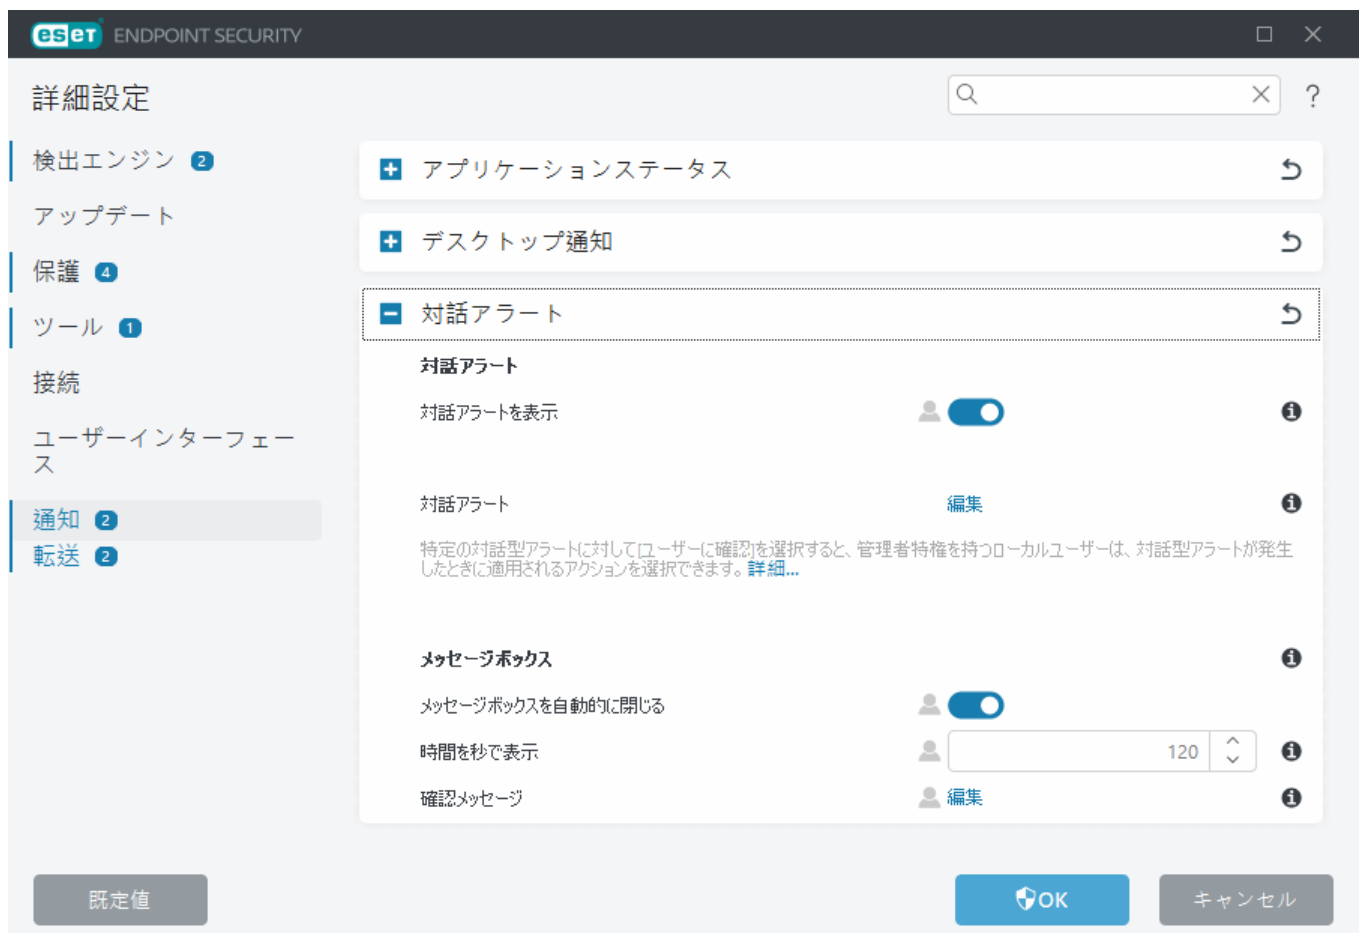 eset ENDPOINT SECURITY
詳細設定
?
検出エンジン 2
アップデート
保護 4
ツール 1
接続
ユーザーインターフェー
ス
通知 2
転送 2
アプリケーションステータス
デスクトップ通知
対話アラート
対話アラート
対話アラートを表示
対話アラート 編集
特定の対話型アラートに対して[ユーザーに確認]を選択すると、管理者特権を持つローカルユーザーは、対話型アラートが発生
したときに適用されるアクションを選択できます。詳細...
メッセージボックス
メッセージボックスを自動的に閉じる
時間を秒で表示 120
確認メッセージ 編集
既定値
OK
キャンセル